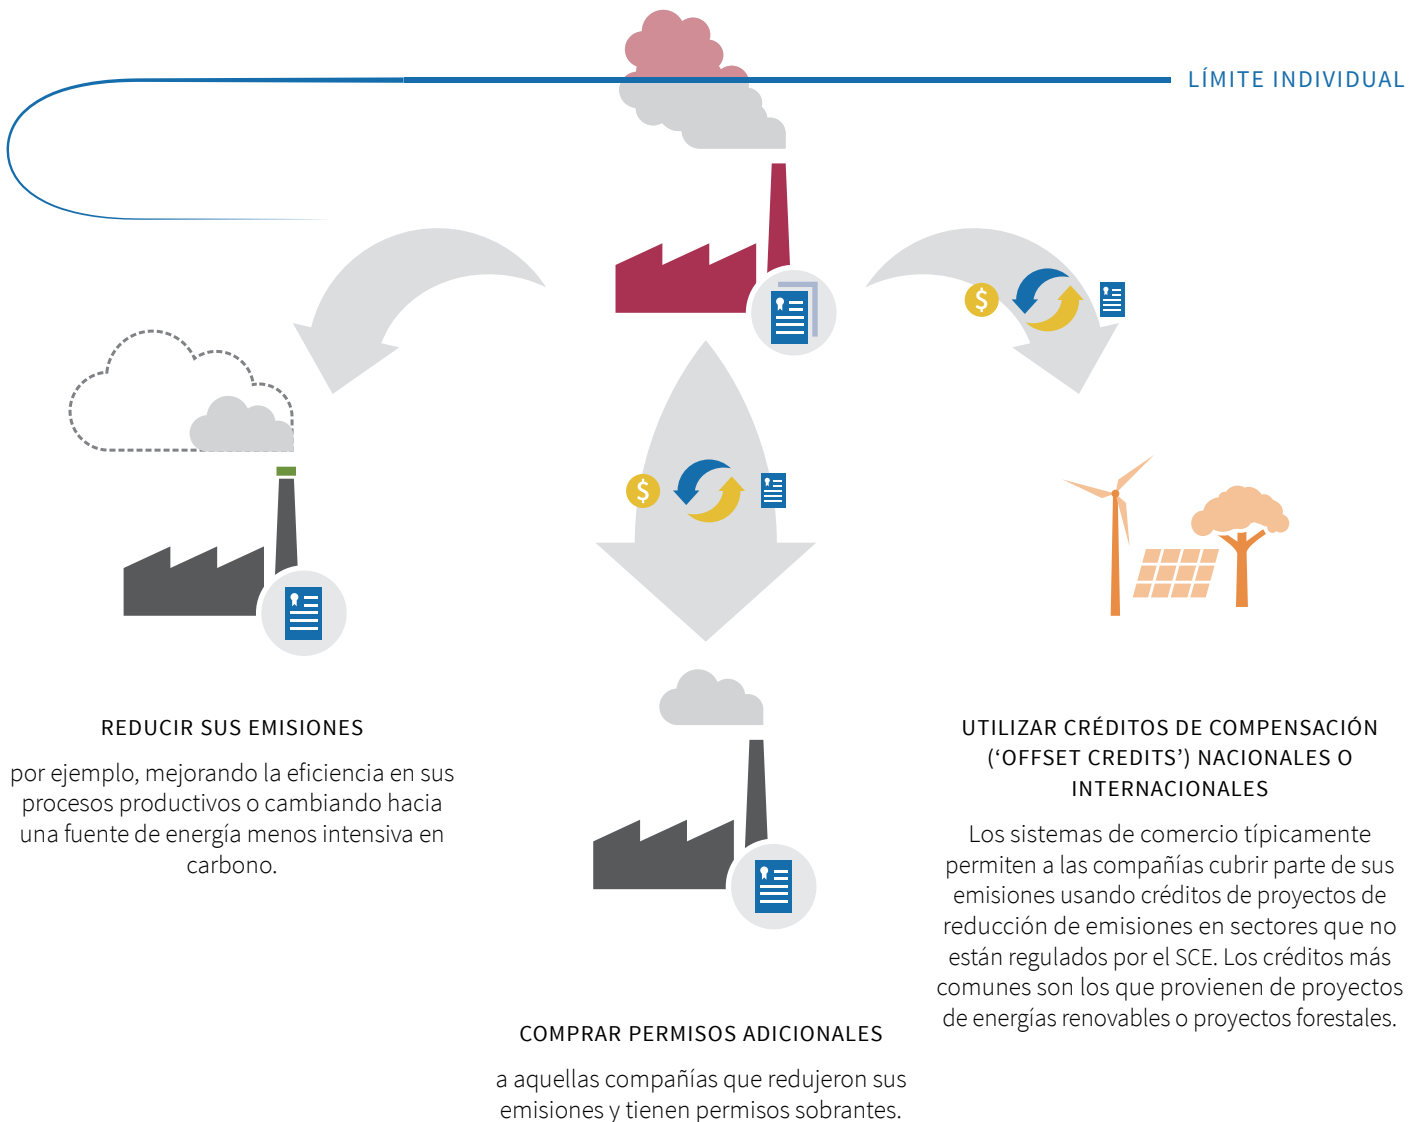 LÍMITE INDIVIDUAL
REDUCIR SUS EMISIONES
por ejemplo, mejorando la eficiencia en sus
procesos productivos o cambiando hacia
una fuente de energía menos intensiva en
carbono.
COMPRAR PERMISOS ADICIONALES
a aquellas compañías que redujeron sus
emisiones y tienen permisos sobrantes.
UTILIZAR CRÉDITOS DE COMPENSACIÓN
(‘OFFSET CREDITS’) NACIONALES O
INTERNACIONALES
Los sistemas de comercio típicamente
permiten a las compañías cubrir parte de sus
emisiones usando créditos de proyectos de
reducción de emisiones en sectores que no
están regulados por el SCE. Los créditos más
comunes son los que provienen de proyectos
de energías renovables o proyectos forestales.